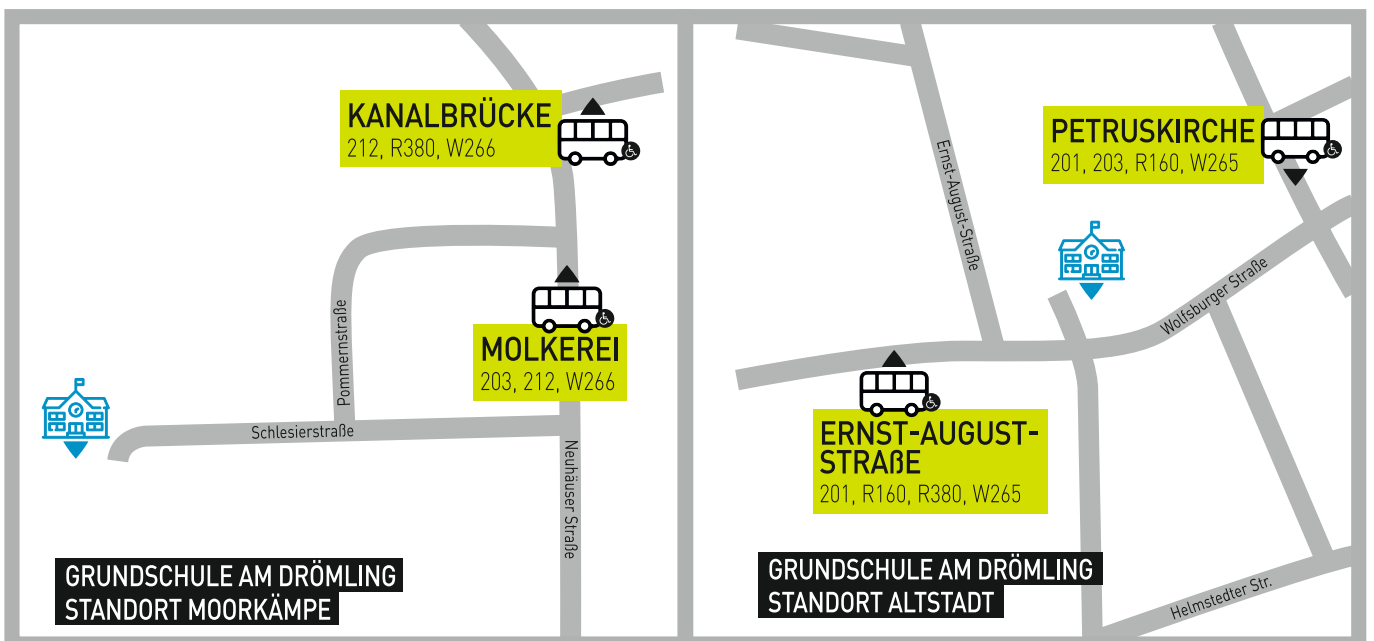 KANALBRÜCKE
212, R380, W266
Pommernstraße
MOLKEREI
203, 212, W266
Schlesierstraße
Neuhäuser Straße
GRUNDSCHULE AM DRÖMLING
STANDORT MOORKÄMPE
PETRUSKIRCHE
201, 203, R160, W265
Ernst-August-Straße
Wolfsburger Straße
ERNST-AUGUST-
STRAßE
201, R160, R380, W265
GRUNDSCHULE AM DRÖMLING
STANDORT ALTSTADT
Helmstedter Str.